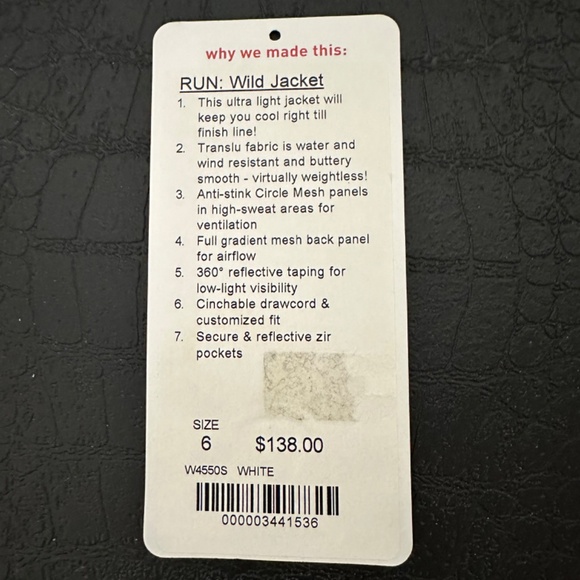 why we made this:
RUN: Wild Jacket
1. This ultra light jacket will
keep you cool right till
finish line!
2. Translu fabric is water and
wind resistant and buttery
smooth - virtually weightless!
3. Anti-stink Circle Mesh panels
in high-sweat areas for
ventilation
4. Full gradient mesh back panel
for airflow
5. 360° reflective taping for
low-light visibility
6. Cinchable drawcord &
customized fit
7. Secure & reflective zir
pockets
SIZE
6 $138.00
W4550S WHITE
000003441536